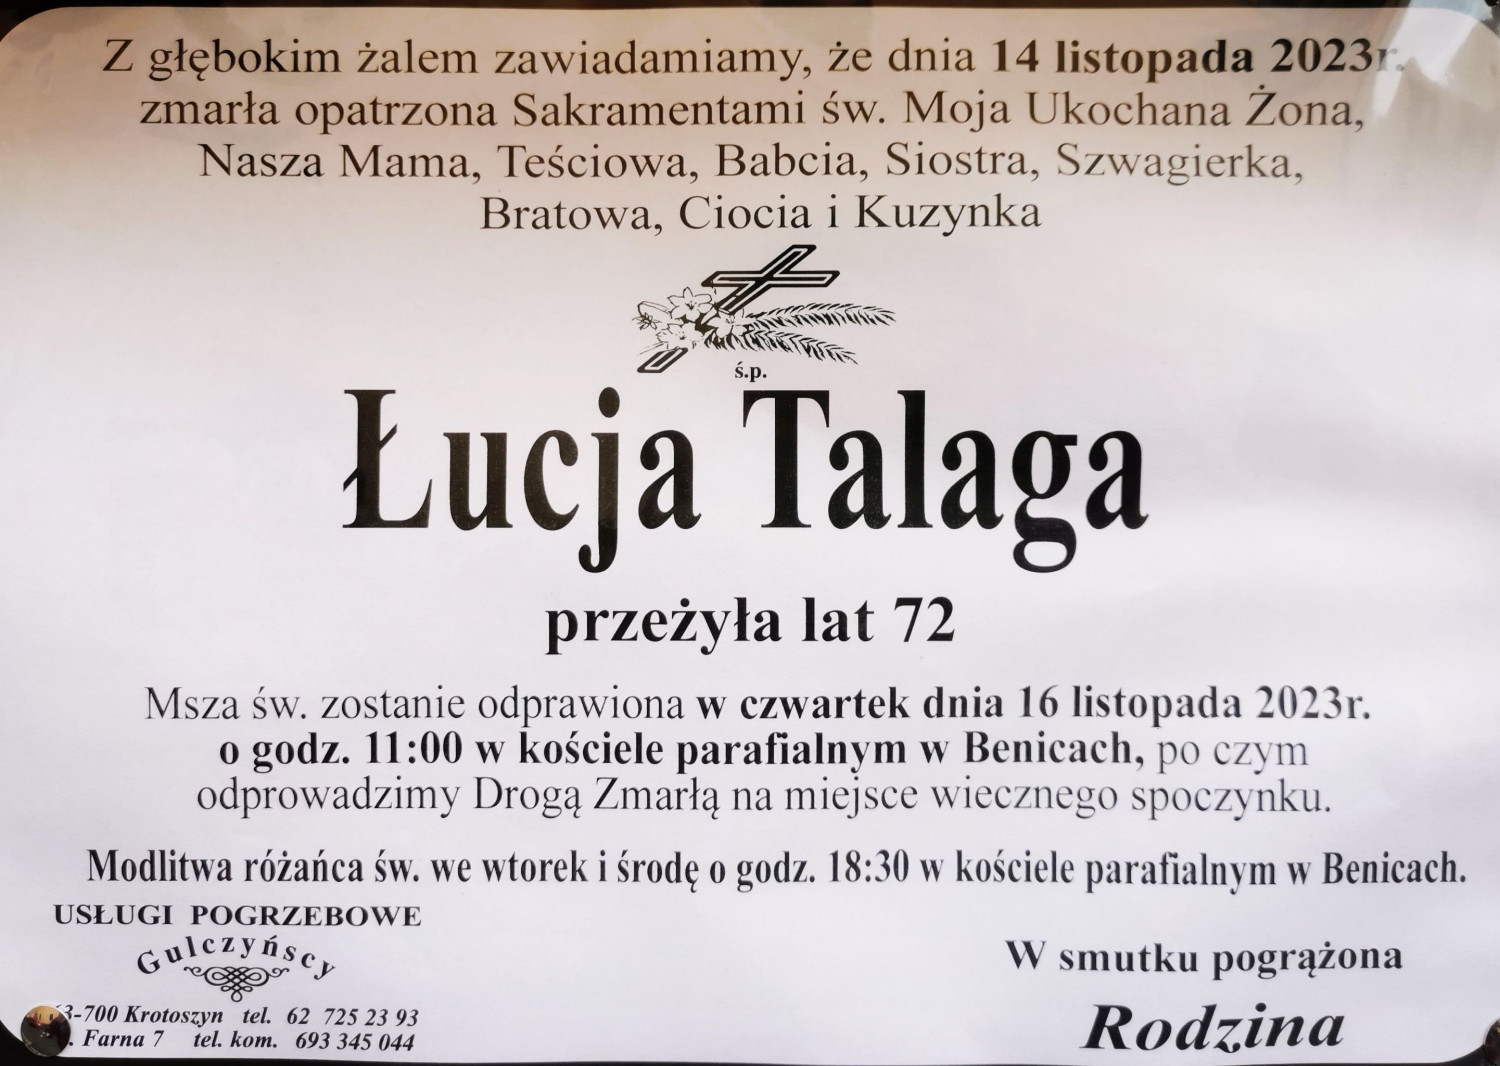 Z głębokim żalem zawiadamiamy, że dnia 14 listopada 2023r.
zmarła opatrzona Sakramentami św. Moja Ukochana Żona,
Nasza Mama, Teściowa, Babcia, Siostra, Szwagierka,
Bratowa, Ciocia i Kuzynka
ś.p.
Łucja Talaga
przeżyła lat 72
Msza św. zostanie odprawiona w czwartek dnia 16 listopada 2023r.
o godz. 11:00 w kościele parafialnym w Benicach, po czym
odprowadzimy Drogą Zmarłą na miejsce wiecznego spoczynku.
Modlitwa różańca św. we wtorek i środę o godz. 18:30 w kościele parafialnym w Benicach.
USŁUGI POGRZEBOWE
Gulczyńscy
3-700 Krotoszyn tel. 62 725 23 93
. Farna 7 tel. kom. 693 345 044
W smutku pogrążona
Rodzina